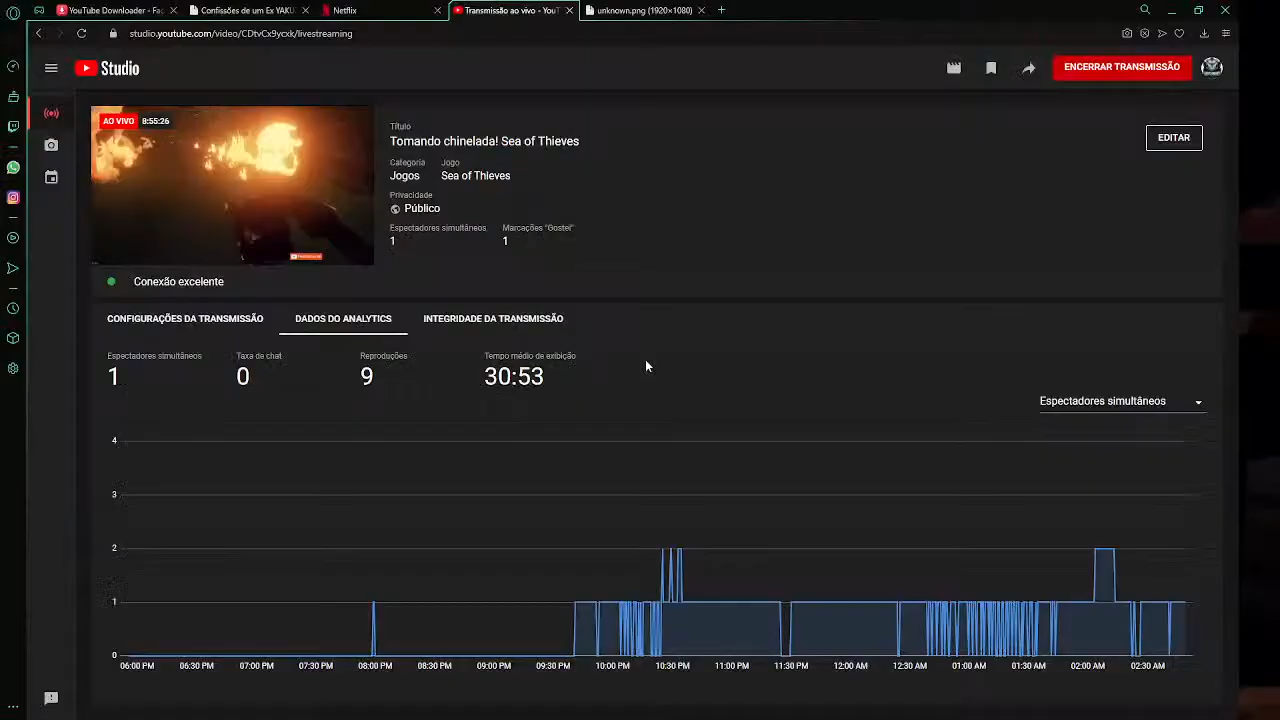 YouTube Downloader - Fac
Confissões de um Ex YAKU
Netflix
Transmissão ao vivo - YouT
unknown.png (1920×1080)
studio.youtube.com/video/CDtvCx9ycxk/livestreaming
Studio
ENCERRAR TRANSMISSÃO
AO VIVO 8:55:26
Título
Tomando chinelada! Sea of Thieves
EDITAR
Categoria Jogo
Jogos Sea of Thieves
Privacidade
Público
Espectadores simultâneos Marcações "Gostei"
1 1
Conexão excelente
CONFIGURAÇÕES DA TRANSMISSÃO DADOS DO ANALYTICS INTEGRIDADE DA TRANSMISSÃO
Espectadores simultâneos Taxa de chat Reproduções Tempo médio de exibição
1 0 9 30:53
Espectadores simultâneos
4
3
2
1
0
06:00 PM 06:30 PM 07:00 PM 07:30 PM 08:00 PM 08:30 PM 09:00 PM 09:30 PM 10:00 PM 10:30 PM 11:00 PM 11:30 PM 12:00 AM 12:30 AM 01:00 AM 01:30 AM 02:00 AM 02:30 AM